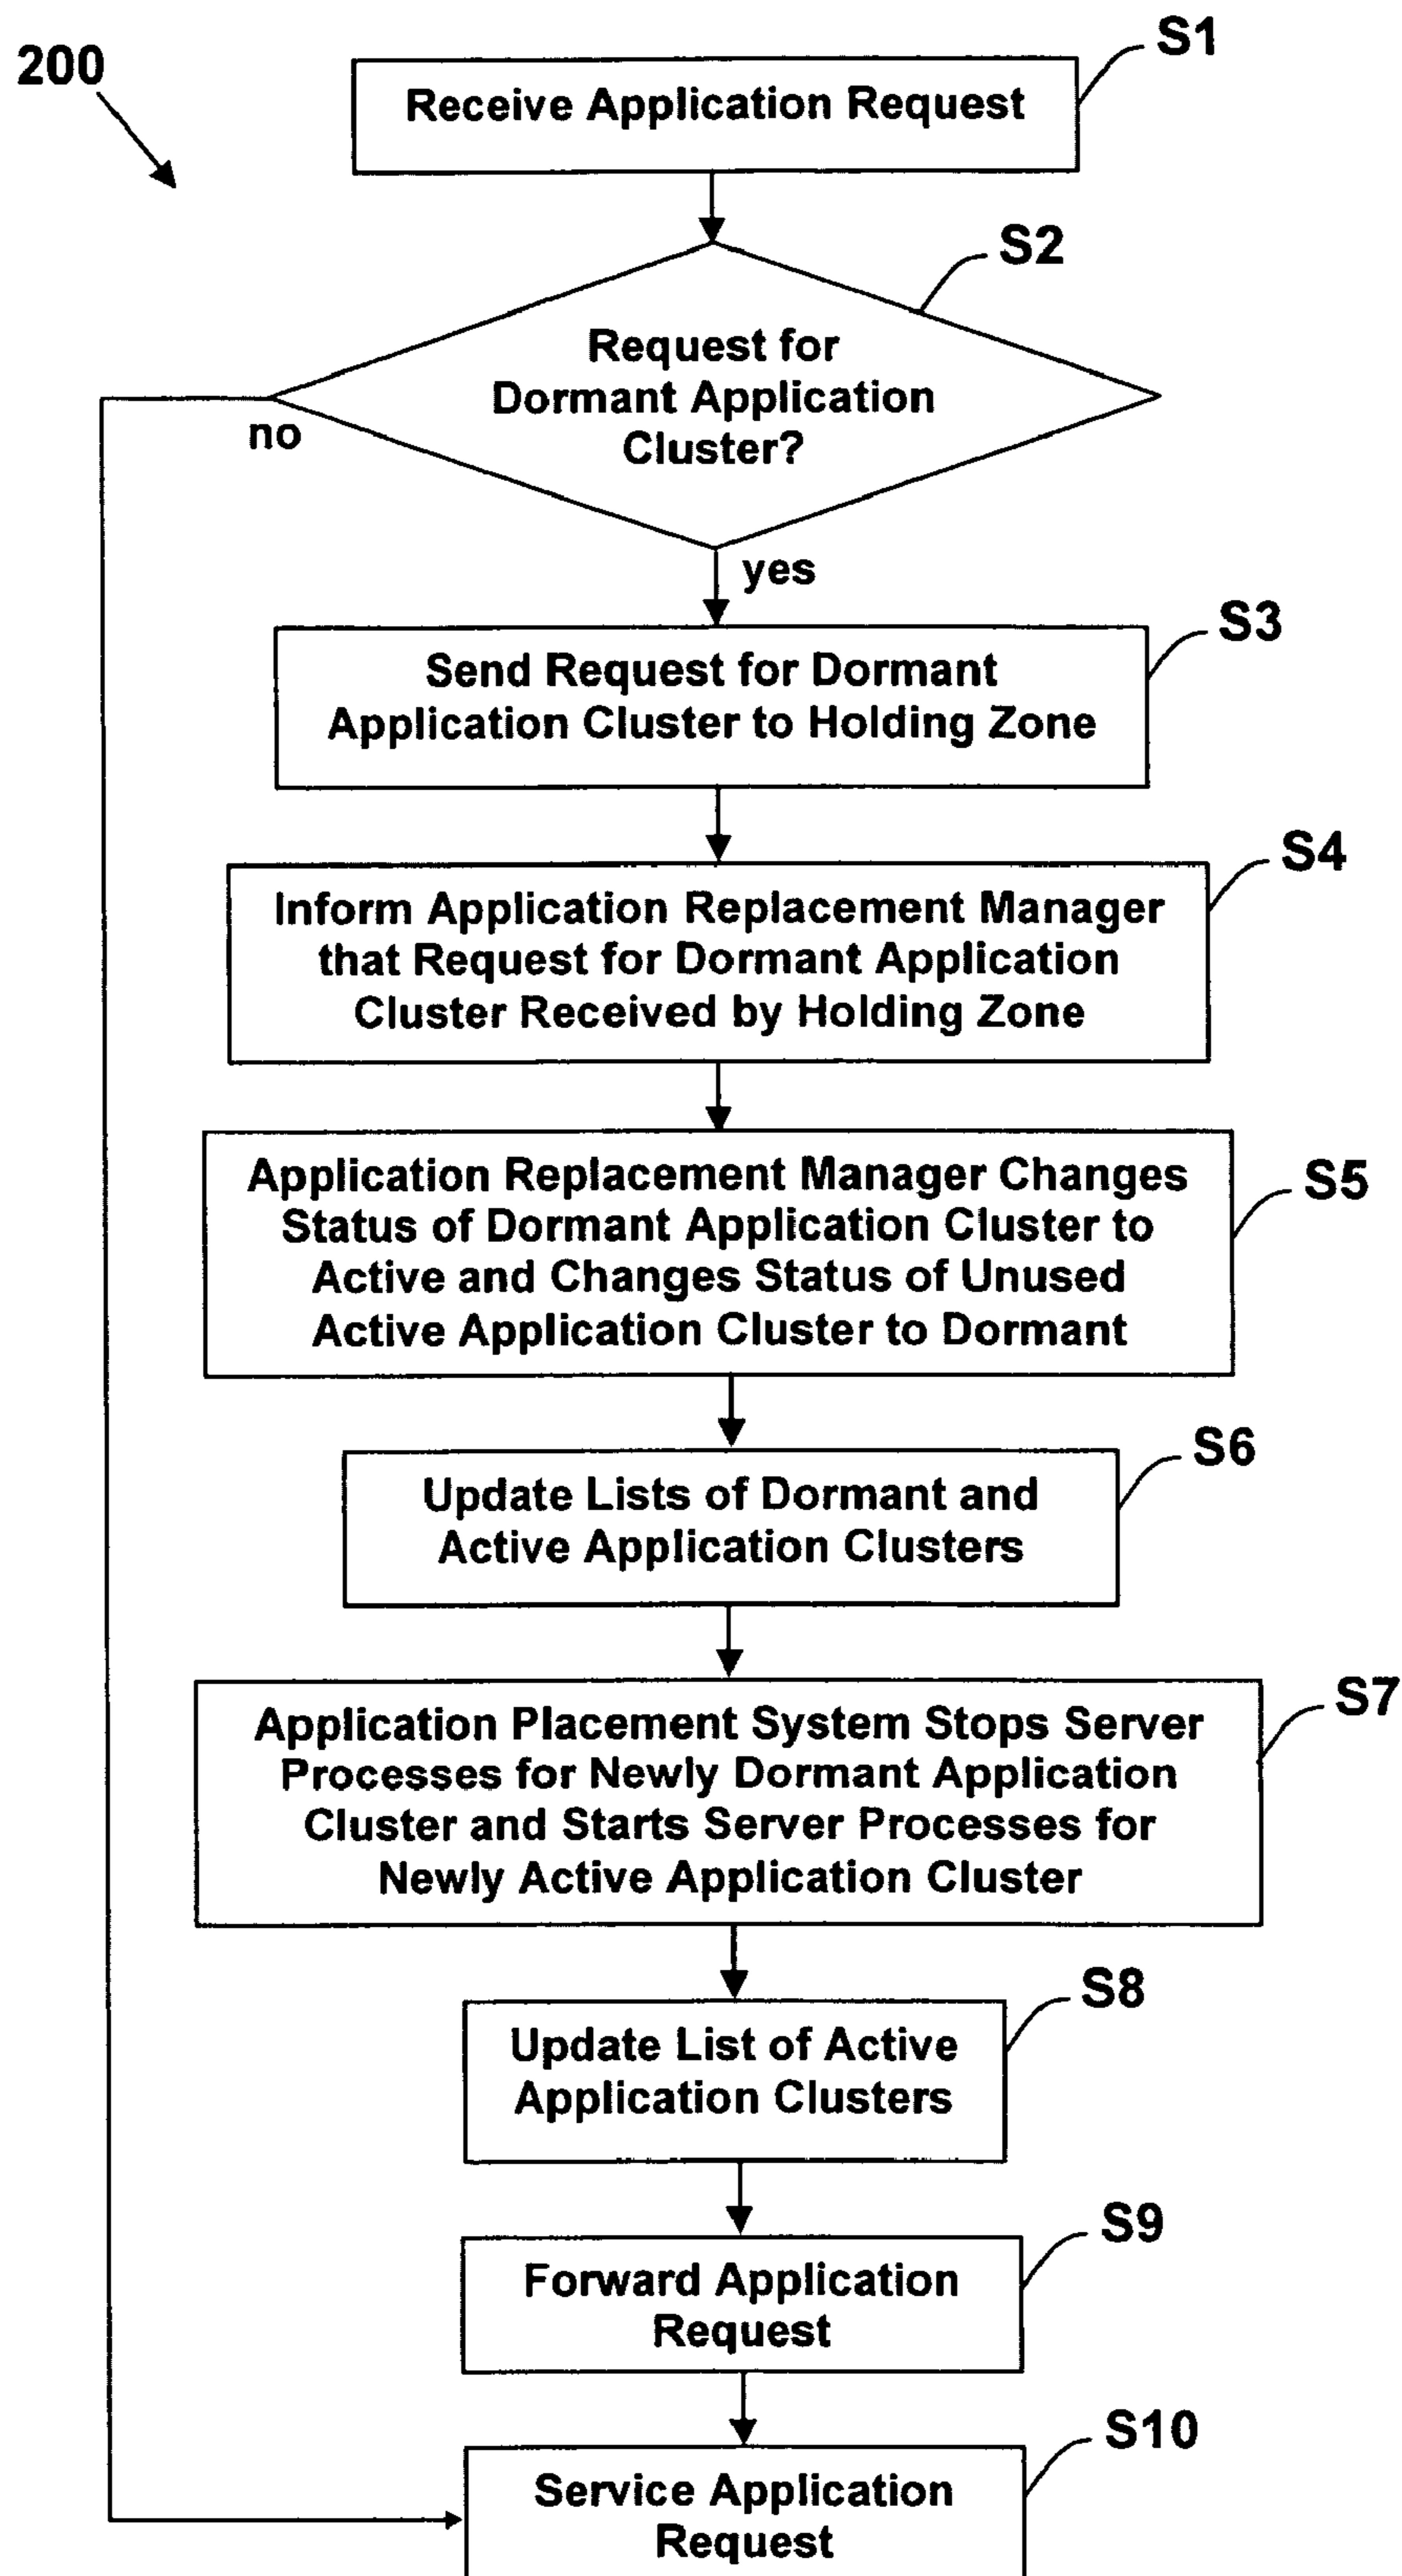 200
S1
Receive Application Request
S2
Request for
Dormant Application
Cluster?
no
yes
S3
Send Request for Dormant
Application Cluster to Holding Zone
S4
Inform Application Replacement Manager
that Request for Dormant Application
Cluster Received by Holding Zone
S5
Application Replacement Manager Changes
Status of Dormant Application Cluster to
Active and Changes Status of Unused
Active Application Cluster to Dormant
S6
Update Lists of Dormant and
Active Application Clusters
S7
Application Placement System Stops Server
Processes for Newly Dormant Application
Cluster and Starts Server Processes for
Newly Active Application Cluster
S8
Update List of Active
Application Clusters
S9
Forward Application
Request
S10
Service Application
Request